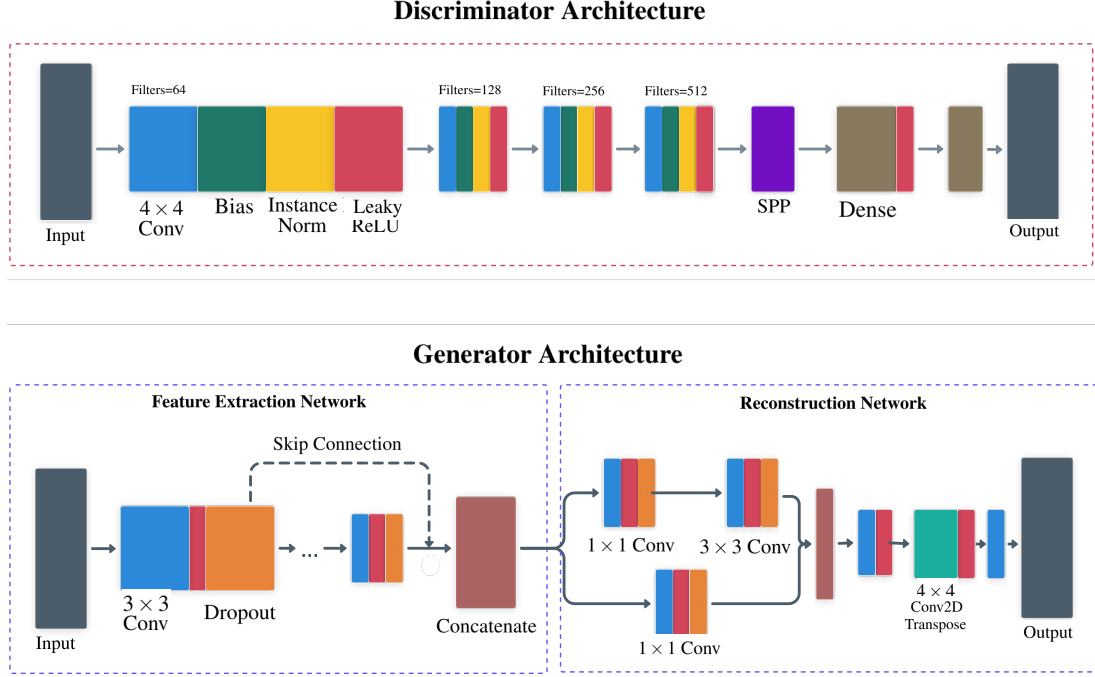 Discriminator Architecture
Filters=64
Filters=128
Filters=256
Filters=512
Input
4 × 4
Conv
Bias
Instance
Norm
Leaky
ReLU
SPP
Dense
Output
Generator Architecture
Feature Extraction Network
Skip Connection
Input
3 × 3
Conv
Dropout
...
Concatenate
Reconstruction Network
1 × 1 Conv
3 × 3 Conv
1 × 1 Conv
4 × 4
Conv2D
Transpose
Output